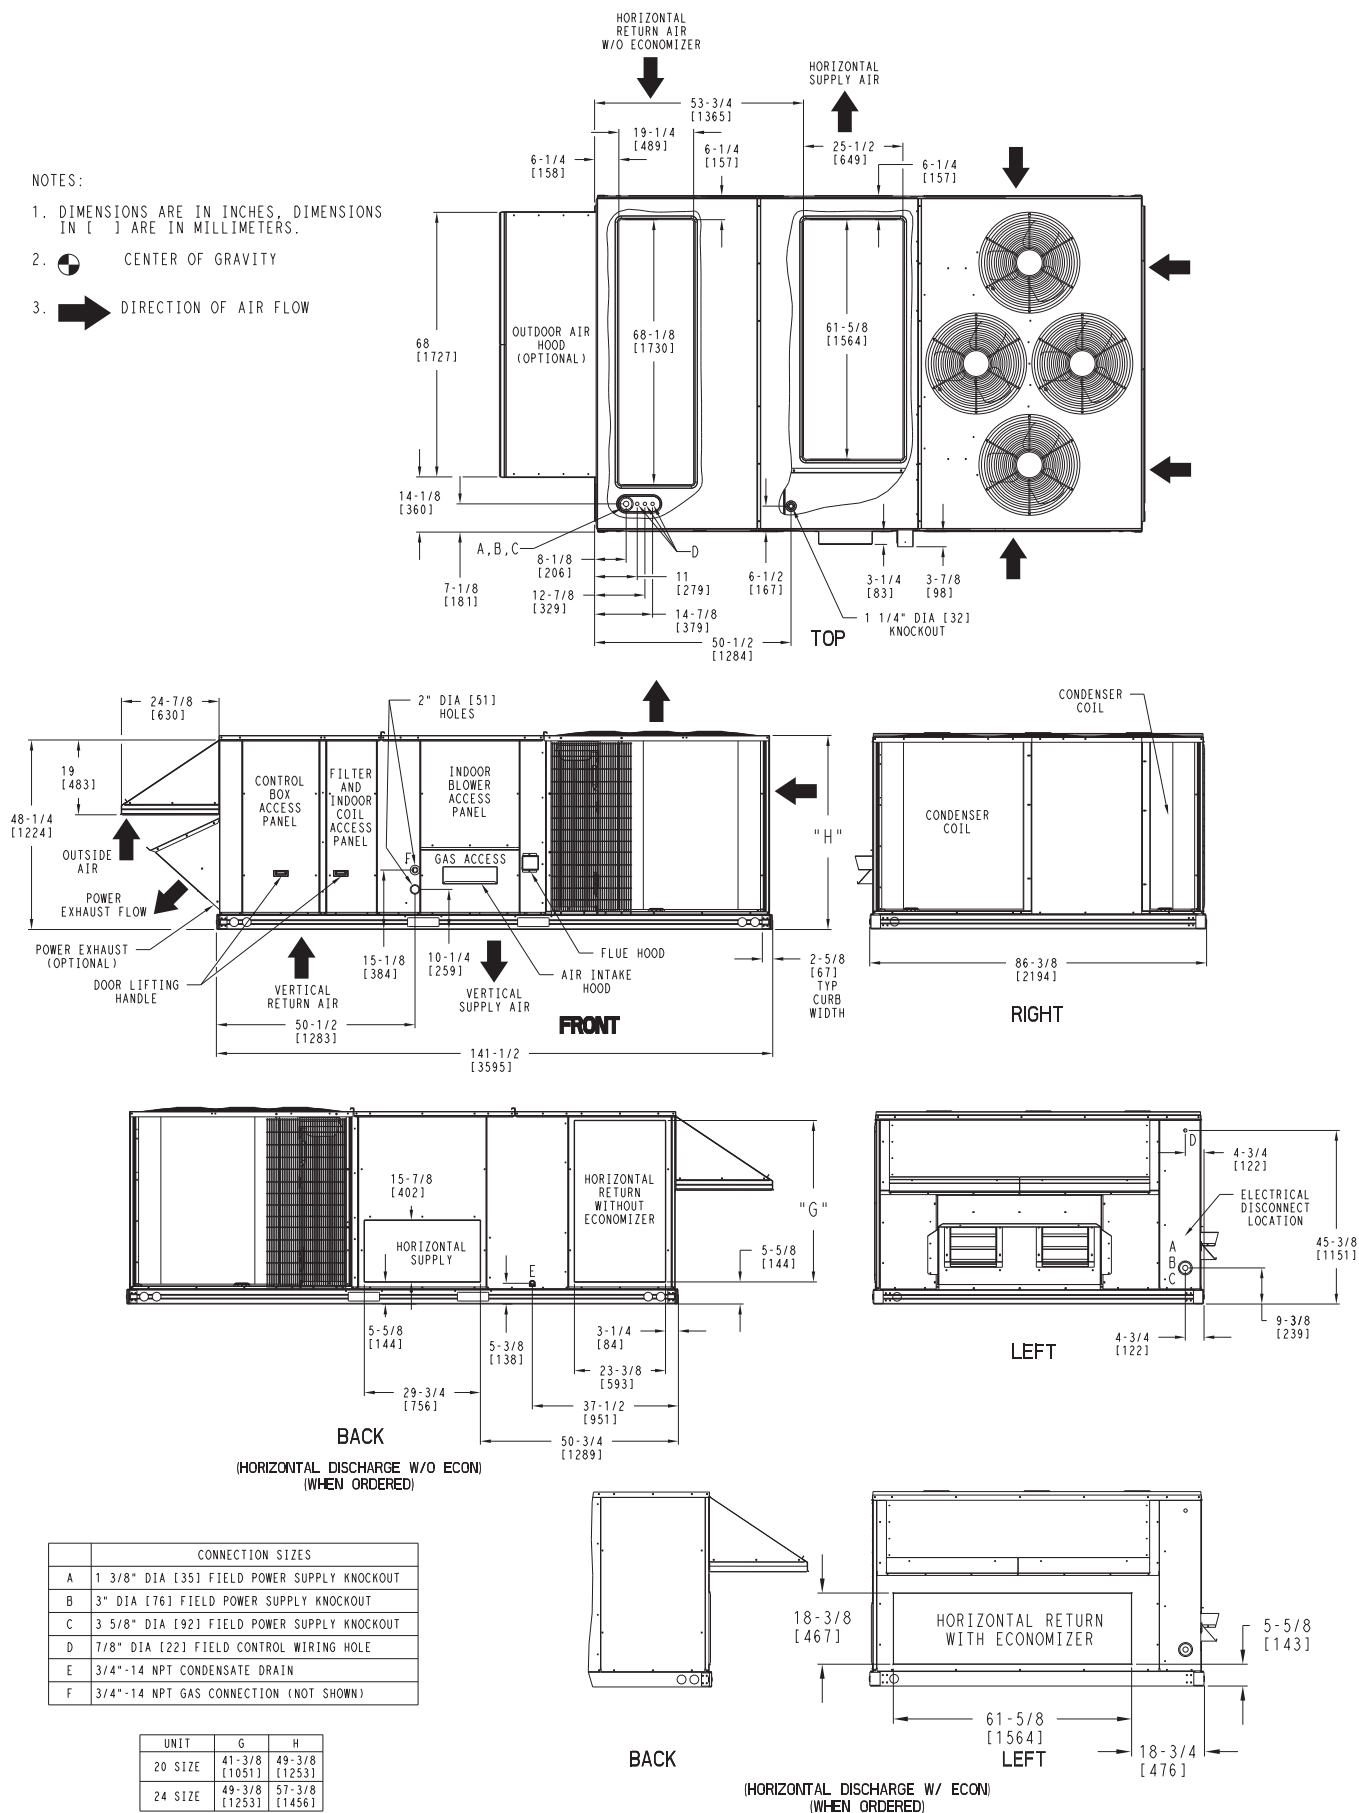 HORIZONTAL
RETURN AIR
W/O ECONOMIZER
HORIZONTAL
SUPPLY AIR
53-3/4
[1365]
19-1/4
[489]
6-1/4
[157]
25-1/2
[649]
6-1/4
[158]
6-1/4
[157]
NOTES:
1. DIMENSIONS ARE IN INCHES, DIMENSIONS
IN [ ] ARE IN MILLIMETERS.
2. CENTER OF GRAVITY
3. DIRECTION OF AIR FLOW
68
[1727]
OUTDOOR AIR
HOOD
(OPTIONAL)
68-1/8
[1730]
61-5/8
[1564]
14-1/8
[360]
A,B,C
D
8-1/8
[206]
11
[279]
6-1/2
[167]
3-1/4
[83]
3-7/8
[98]
7-1/8
[181]
12-7/8
[329]
14-7/8
[379]
50-1/2
[1284]
1 1/4" DIA [32]
KNOCKOUT
TOP
24-7/8
[630]
2" DIA [51]
HOLES
CONDENSER
COIL
19
[483]
48-1/4
[1224]
CONTROL
BOX
ACCESS
PANEL
FILTER
AND
INDOOR
COIL
ACCESS
PANEL
INDOOR
BLOWER
ACCESS
PANEL
"H"
CONDENSER
COIL
OUTSIDE
AIR
F
GAS ACCESS
POWER
EXHAUST FLOW
POWER EXHAUST
(OPTIONAL)
DOOR LIFTING
HANDLE
VERTICAL
RETURN AIR
15-1/8
[384]
10-1/4
[259]
VERTICAL
SUPPLY AIR
FLUE HOOD
AIR INTAKE
HOOD
2-5/8
[67]
TYP
CURB
WIDTH
86-3/8
[2194]
RIGHT
50-1/2
[1283]
FRONT
141-1/2
[3595]
15-7/8
[402]
HORIZONTAL
SUPPLY
HORIZONTAL
RETURN
WITHOUT
ECONOMIZER
"G"
E
5-5/8
[144]
D
4-3/4
[122]
ELECTRICAL
DISCONNECT
LOCATION
A
B
C
45-3/8
[1151]
5-5/8
[144]
5-3/8
[138]
3-1/4
[84]
9-3/8
[239]
4-3/4
[122]
LEFT
23-3/8
[593]
29-3/4
[756]
37-1/2
[951]
50-3/4
[1289]
BACK
(HORIZONTAL DISCHARGE W/O ECON)
(WHEN ORDERED)
CONNECTION SIZES
A 1 3/8" DIA [35] FIELD POWER SUPPLY KNOCKOUT
B 3" DIA [76] FIELD POWER SUPPLY KNOCKOUT
C 3 5/8" DIA [92] FIELD POWER SUPPLY KNOCKOUT
D 7/8" DIA [22] FIELD CONTROL WIRING HOLE
E 3/4"-14 NPT CONDENSATE DRAIN
F 3/4"-14 NPT GAS CONNECTION (NOT SHOWN)
UNIT G H
20 SIZE 41-3/8 [1051] 49-3/8 [1253]
24 SIZE 49-3/8 [1253] 57-3/8 [1456]
18-3/8
[467]
HORIZONTAL RETURN
WITH ECONOMIZER
5-5/8
[143]
61-5/8
[1564]
18-3/4
[476]
BACK
LEFT
(HORIZONTAL DISCHARGE W/ ECON)
(WHEN ORDERED)